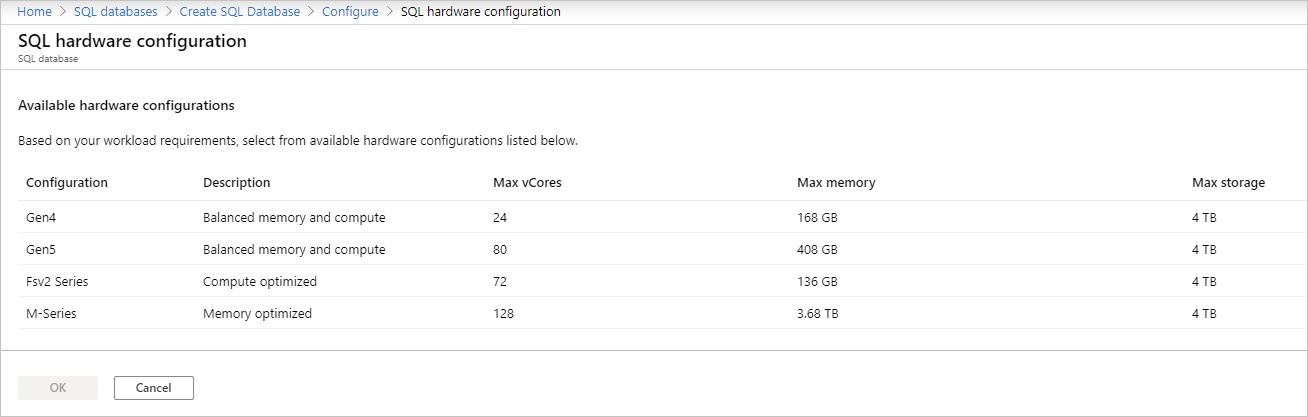 Home > SQL databases > Create SQL Database > Configure > SQL hardware configuration
SQL hardware configuration
SQL database
Available hardware configurations
Based on your workload requirements, select from available hardware configurations listed below.
Configuration Description Max vCores Max memory Max storage
Gen4 Balanced memory and compute 24 168 GB 4 TB
Gen5 Balanced memory and compute 80 408 GB 4 TB
Fsv2 Series Compute optimized 72 136 GB 4 TB
M-Series Memory optimized 128 3.68 TB 4 TB
OK Cancel